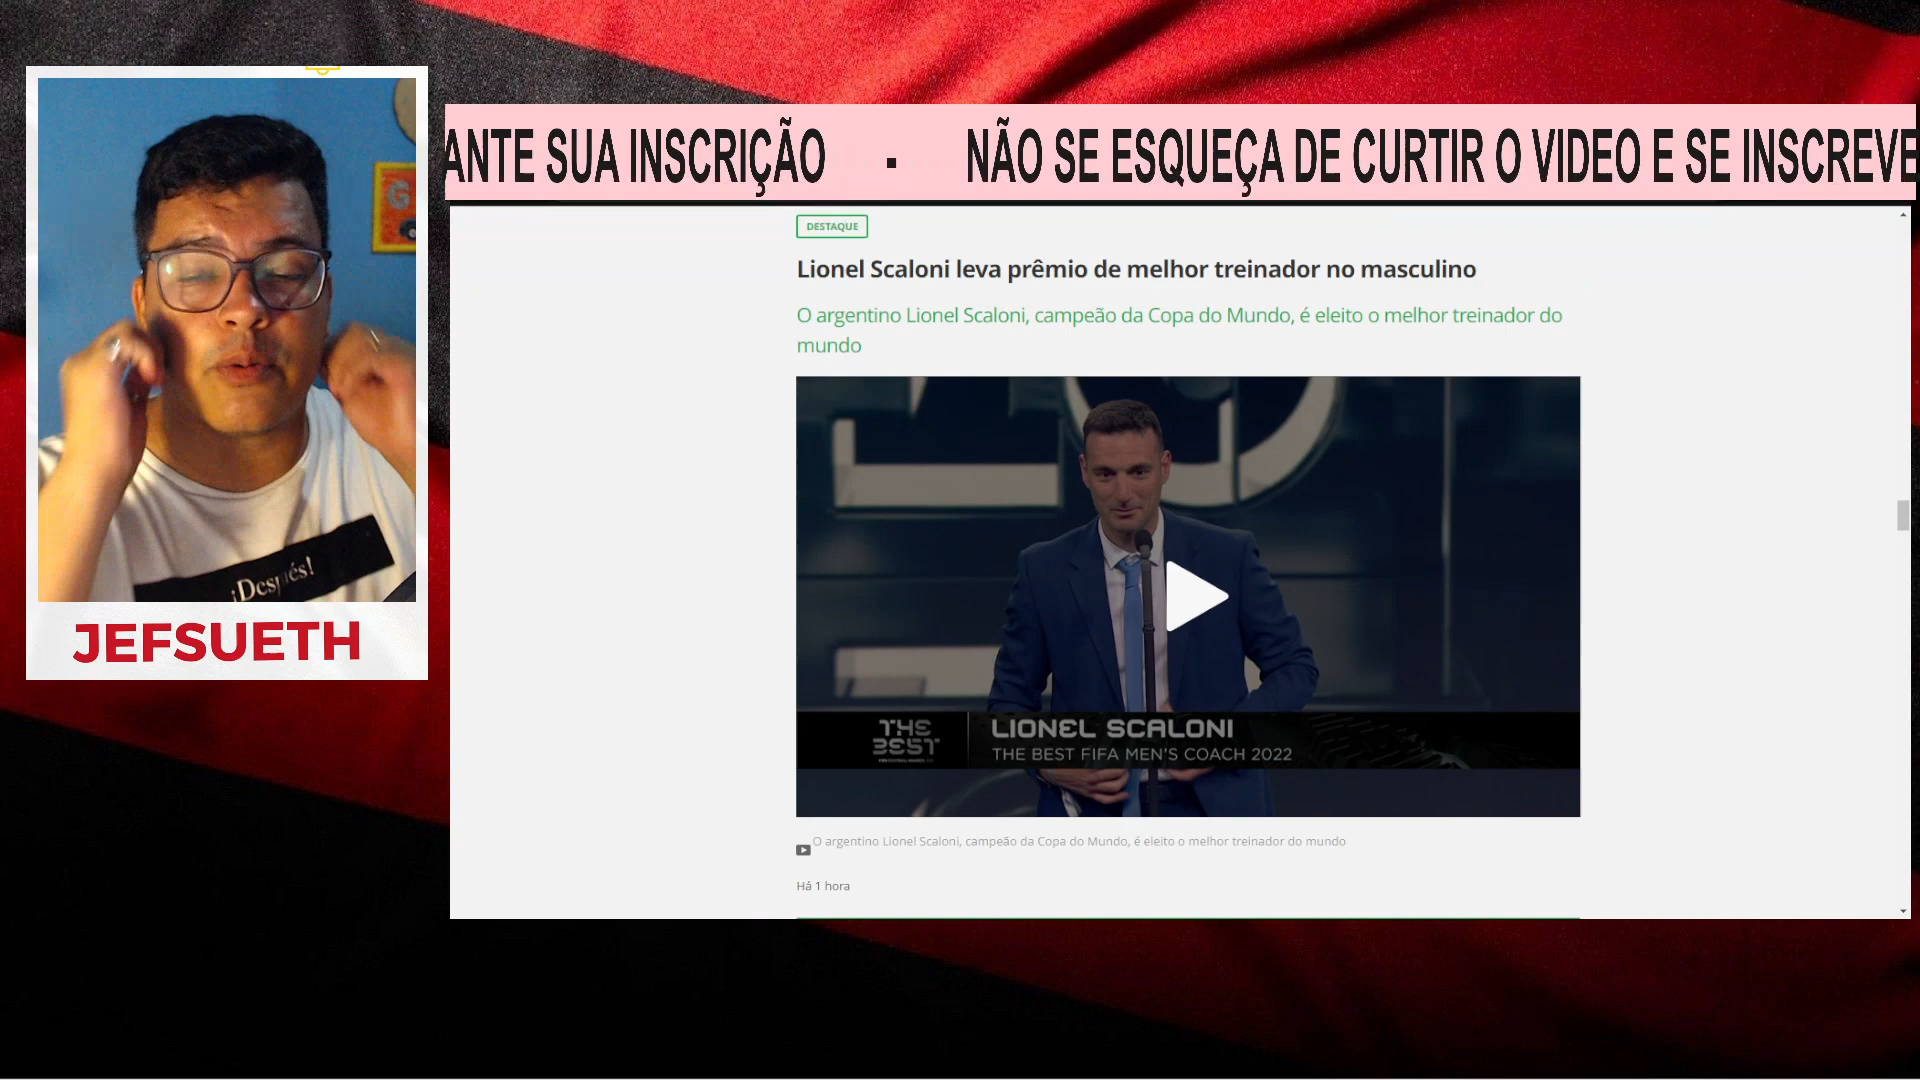 ANTE SUA INSCRIÇÃO - NÃO SE ESQUEÇA DE CURTIR O VIDEO E SE INSCREVE
G
¡Después!
JEFSUETH
DESTAQUE
Lionel Scaloni leva prêmio de melhor treinador no masculino
O argentino Lionel Scaloni, campeão da Copa do Mundo, é eleito o melhor treinador do
mundo
THE
BEST
LIONEL SCALONI
THE BEST FIFA MEN'S COACH 2022
O argentino Lionel Scaloni, campeão da Copa do Mundo, é eleito o melhor treinador do mundo
Há 1 hora